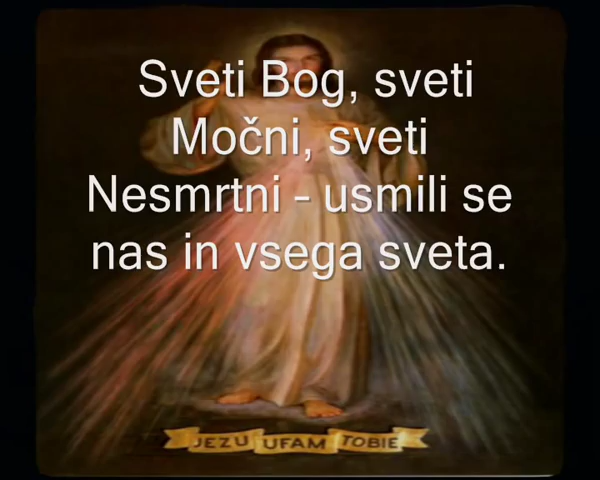 Sveti Bog, sveti
Močni, sveti
Nesmrtni - usmili se
nas in vsega sveta.
JEZU UFAM TOBIE